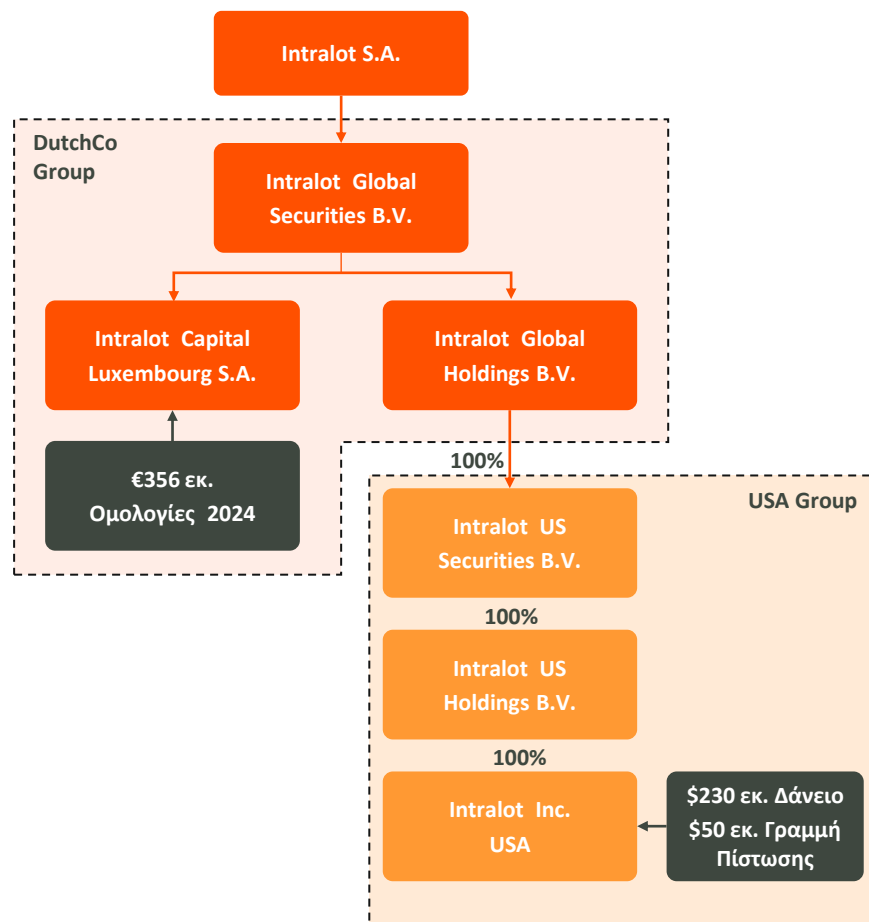 Intralot S.A.
DutchCo
Group
Intralot Global
Securities B.V.
Intralot Capital
Luxembourg S.A.
Intralot Global
Holdings B.V.
€356 εκ.
Ομολογίες 2024
100%
USA Group
Intralot US
Securities B.V.
100%
Intralot US
Holdings B.V.
100%
Intralot Inc.
USA
$230 εκ. Δάνειο
$50 εκ. Γραμμή
Πίστωσης